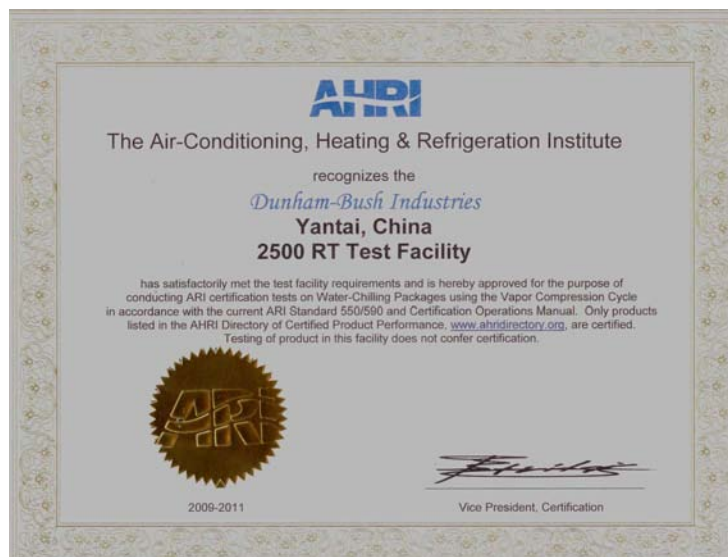 AHRI
The Air-Conditioning, Heating & Refrigeration Institute
recognizes the
Dunham-Bush Industries
Yantai, China
2500 RT Test Facility
has satisfactorily met the test facility requirements and is hereby approved for the purpose of
conducting ARI certification tests on Water-Chilling Packages using the Vapor Compression Cycle
in accordance with the current ARI Standard 550/590 and Certification Operations Manual. Only products
listed in the AHRI Directory of Certified Product Performance, www.ahridirectory.org, are certified.
Testing of product in this facility does not confer certification.
ARI
2009-2011
Vice President, Certification